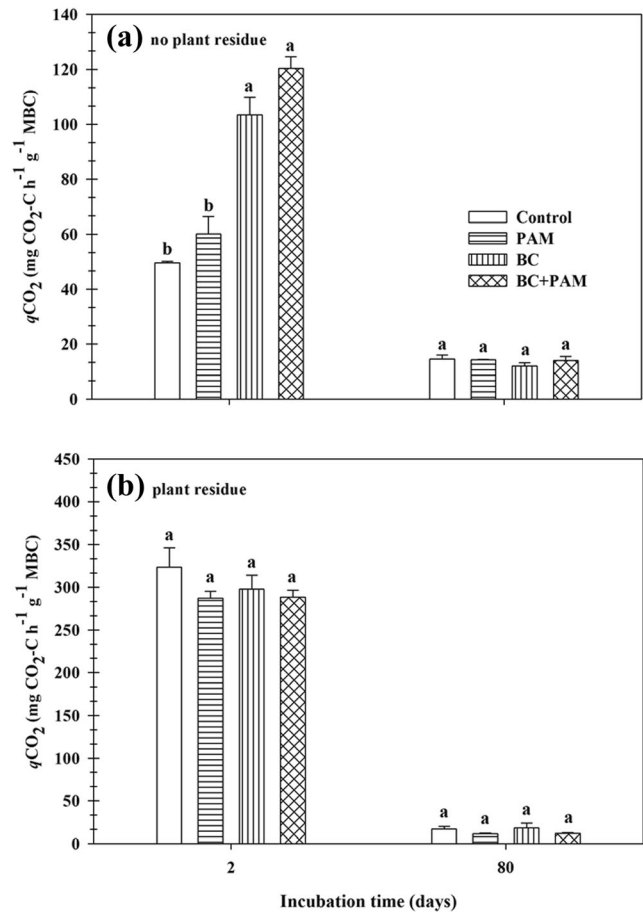 (a) no plant residue
qCO₂ (mg CO₂-C h⁻¹ g⁻¹ MBC)
140
120
100
80
60
40
20
0
b
b
a
a
a
a
a
a
Control
PAM
BC
BC+PAM
(b) plant residue
qCO₂ (mg CO₂-C h⁻¹ g⁻¹ MBC)
450
400
350
300
250
200
150
100
50
0
a
a
a
a
a
a
a
a
2
80
Incubation time (days)